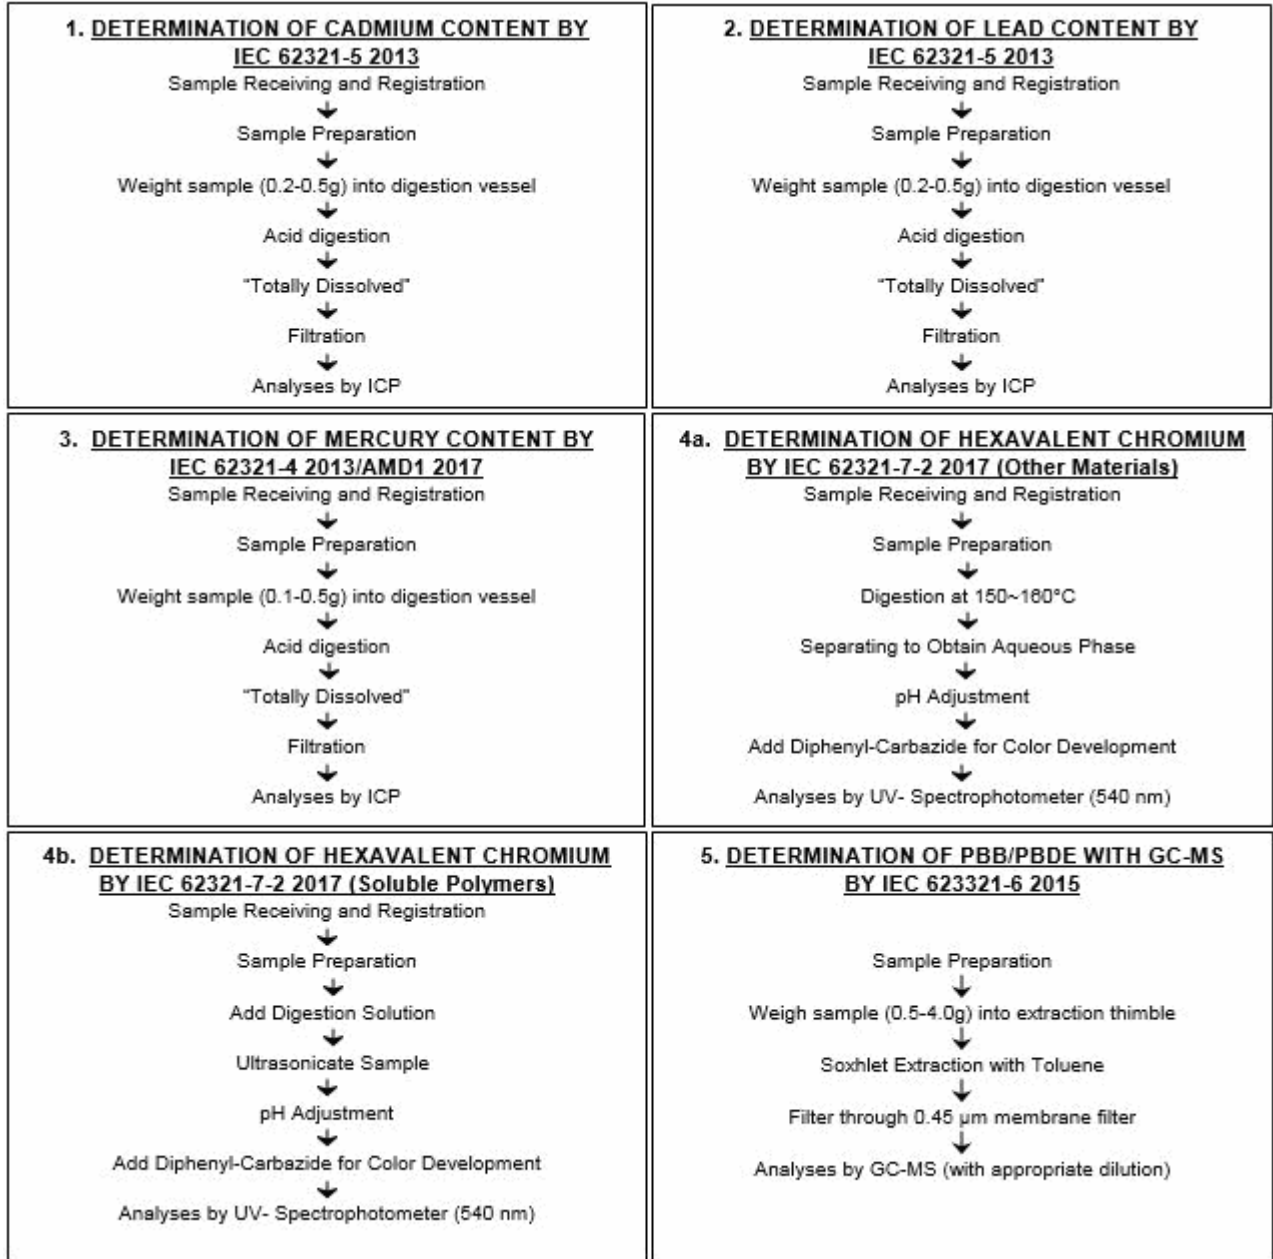 1. DETERMINATION OF CADMIUM CONTENT BY
IEC 62321-5 2013
Sample Receiving and Registration
Sample Preparation
Weight sample (0.2-0.5g) into digestion vessel
Acid digestion
"Totally Dissolved"
Filtration
Analyses by ICP
2. DETERMINATION OF LEAD CONTENT BY
IEC 62321-5 2013
Sample Receiving and Registration
Sample Preparation
Weight sample (0.2-0.5g) into digestion vessel
Acid digestion
"Totally Dissolved"
Filtration
Analyses by ICP
3. DETERMINATION OF MERCURY CONTENT BY
IEC 62321-4 2013/AMD1 2017
Sample Receiving and Registration
Sample Preparation
Weight sample (0.1-0.5g) into digestion vessel
Acid digestion
"Totally Dissolved"
Filtration
Analyses by ICP
4a. DETERMINATION OF HEXAVALENT CHROMIUM
BY IEC 62321-7-2 2017 (Other Materials)
Sample Receiving and Registration
Sample Preparation
Digestion at 150~160°C
Separating to Obtain Aqueous Phase
pH Adjustment
Add Diphenyl-Carbazide for Color Development
Analyses by UV- Spectrophotometer (540 nm)
4b. DETERMINATION OF HEXAVALENT CHROMIUM
BY IEC 62321-7-2 2017 (Soluble Polymers)
Sample Receiving and Registration
Sample Preparation
Add Digestion Solution
Ultrasonicate Sample
pH Adjustment
Add Diphenyl-Carbazide for Color Development
Analyses by UV- Spectrophotometer (540 nm)
5. DETERMINATION OF PBB/PBDE WITH GC-MS
BY IEC 623321-6 2015
Sample Preparation
Weigh sample (0.5-4.0g) into extraction thimble
Soxhlet Extraction with Toluene
Filter through 0.45 µm membrane filter
Analyses by GC-MS (with appropriate dilution)